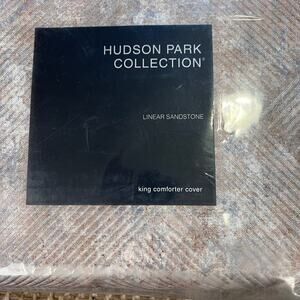 HUDSON PARK
COLLECTION®
LINEAR SANDSTONE
king comforter cover